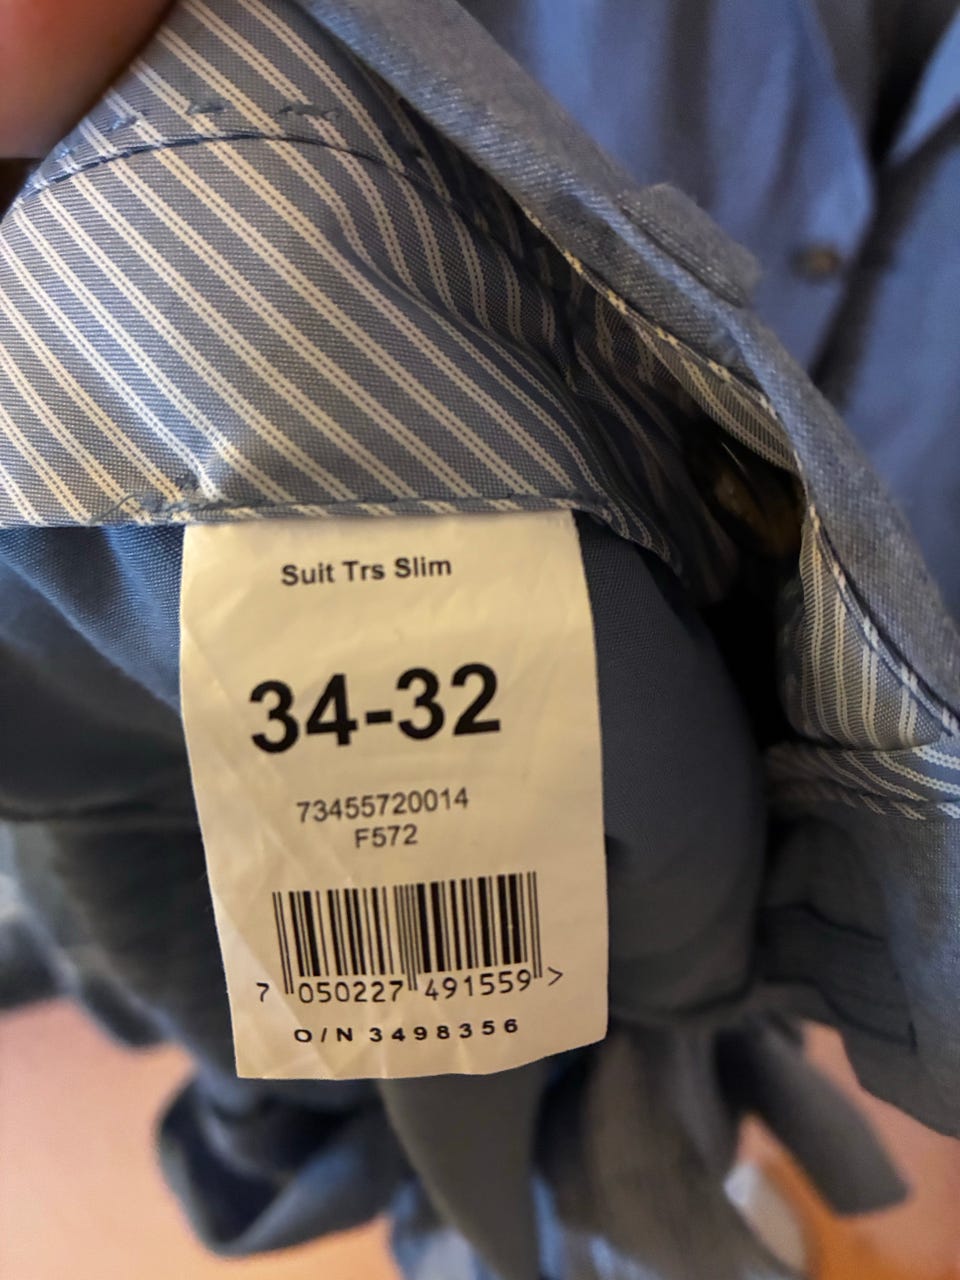 Suit Trs Slim
34-32
73455720014
F572
7 050227 491559 >
O/N 3498356